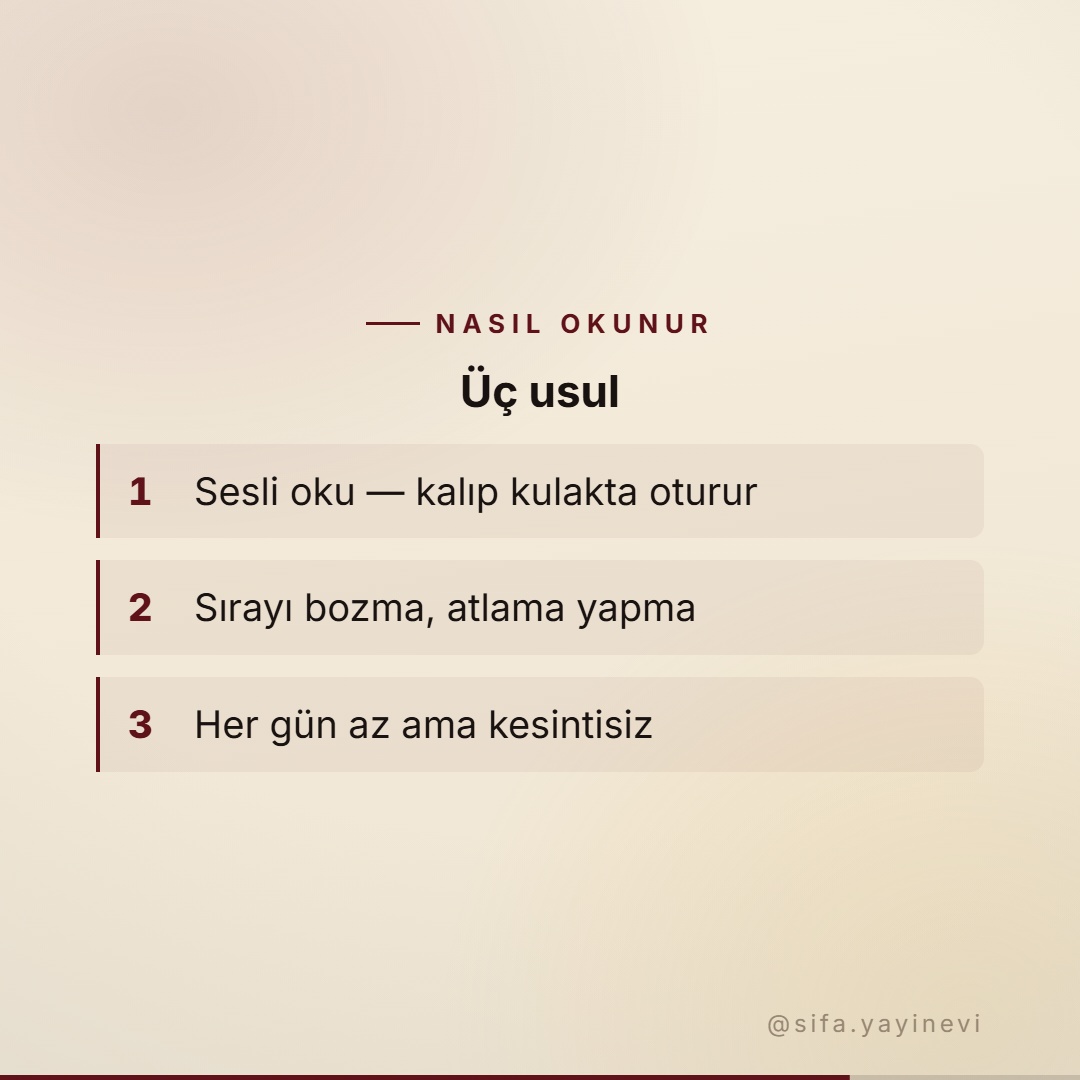 NASIL OKUNUR
Üç usul
1 Sesli oku — kalıp kulakta oturur
2 Sırayı bozma, atlama yapma
3 Her gün az ama kesintisiz
@sifa.yayinevi